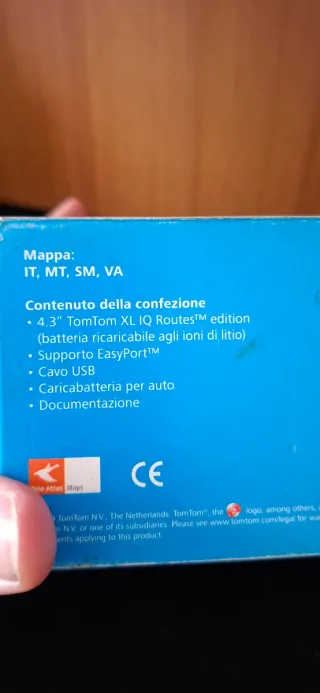 Mappa:
IT, MT, SM, VA
Contenuto della confezione
• 4.3” TomTom XL IQ Routes™ edition
(batteria ricaricabile agli ioni di litio)
• Supporto EasyPort™
• Cavo USB
• Caricabatteria per auto
• Documentazione
Tele Atlas Maps
CE
TomTom N.V., The Netherlands. TomTom®, the logo, among others,
N.V. or one of its subsidiaries. Please see www.tomtom.com/legal for
applying to this product.